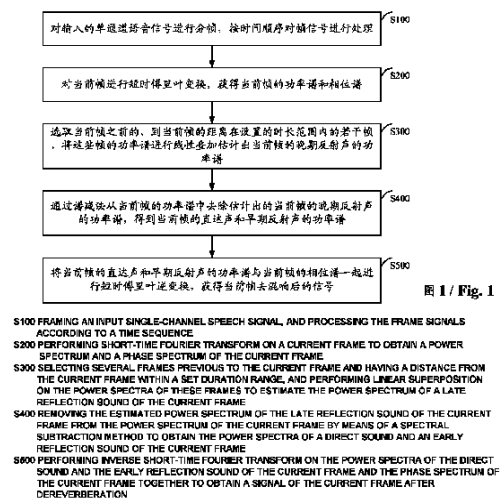 S100
对输入的单通道语音信号进行分帧，按时间顺序对帧信号进行处理
S200
对当前帧进行短时傅里叶变换，获得当前帧的功率谱和相位谱
S300
选取当前帧之前的、到当前帧的距离在设置的时长范围内的若干帧
，将这些帧的功率谱进行线性叠加估计出当前帧的晚期反射声的功
率谱
S400
通过谱减法从当前帧的功率谱中去除估计出的当前帧的晚期反射声
的功率谱，得到当前帧的直达声和早期反射声的功率谱
S500
将当前帧的直达声和早期反射声的功率谱与当前帧的相位谱一起进
行短时傅里叶逆变换，获得当前帧去混响后的信号
图 1 / Fig. 1
S100 FRAMING AN INPUT SINGLE-CHANNEL SPEECH SIGNAL, AND PROCESSING THE FRAME SIGNALS
ACCORDING TO A TIME SEQUENCE
S200 PERFORMING SHORT-TIME FOURIER TRANSFORM ON A CURRENT FRAME TO OBTAIN A POWER
SPECTRUM AND A PHASE SPECTRUM OF THE CURRENT FRAME
S300 SELECTING SEVERAL FRAMES PREVIOUS TO THE CURRENT FRAME AND HAVING A DISTANCE FROM
THE CURRENT FRAME WITHIN A SET DURATION RANGE, AND PERFORMING LINEAR SUPERPOSITION
ON THE POWER SPECTRA OF THESE FRAMES TO ESTIMATE THE POWER SPECTRUM OF A LATE
REFLECTION SOUND OF THE CURRENT FRAME
S400 REMOVING THE ESTIMATED POWER SPECTRUM OF THE LATE REFLECTION SOUND OF THE CURRENT
FRAME FROM THE POWER SPECTRUM OF THE CURRENT FRAME BY MEANS OF A SPECTRAL
SUBTRACTION METHOD TO OBTAIN THE POWER SPECTRA OF A DIRECT SOUND AND AN EARLY
REFLECTION SOUND OF THE CURRENT FRAME
S500 PERFORMING INVERSE SHORT-TIME FOURIER TRANSFORM ON THE POWER SPECTRA OF THE DIRECT
SOUND AND THE EARLY REFLECTION SOUND OF THE CURRENT FRAME AND THE PHASE SPECTRUM OF
THE CURRENT FRAME TOGETHER TO OBTAIN A SIGNAL OF THE CURRENT FRAME AFTER
DEREVERBERATION